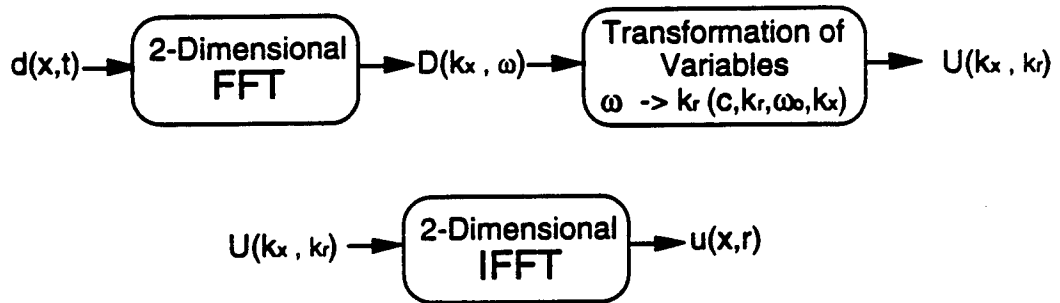 d(x,t)
2-Dimensional
FFT
D(kx , ω)
Transformation of
Variables
ω -> kr (c,kr,ωo,kx)
U(kx , kr)
U(kx , kr)
2-Dimensional
IFFT
u(x,r)